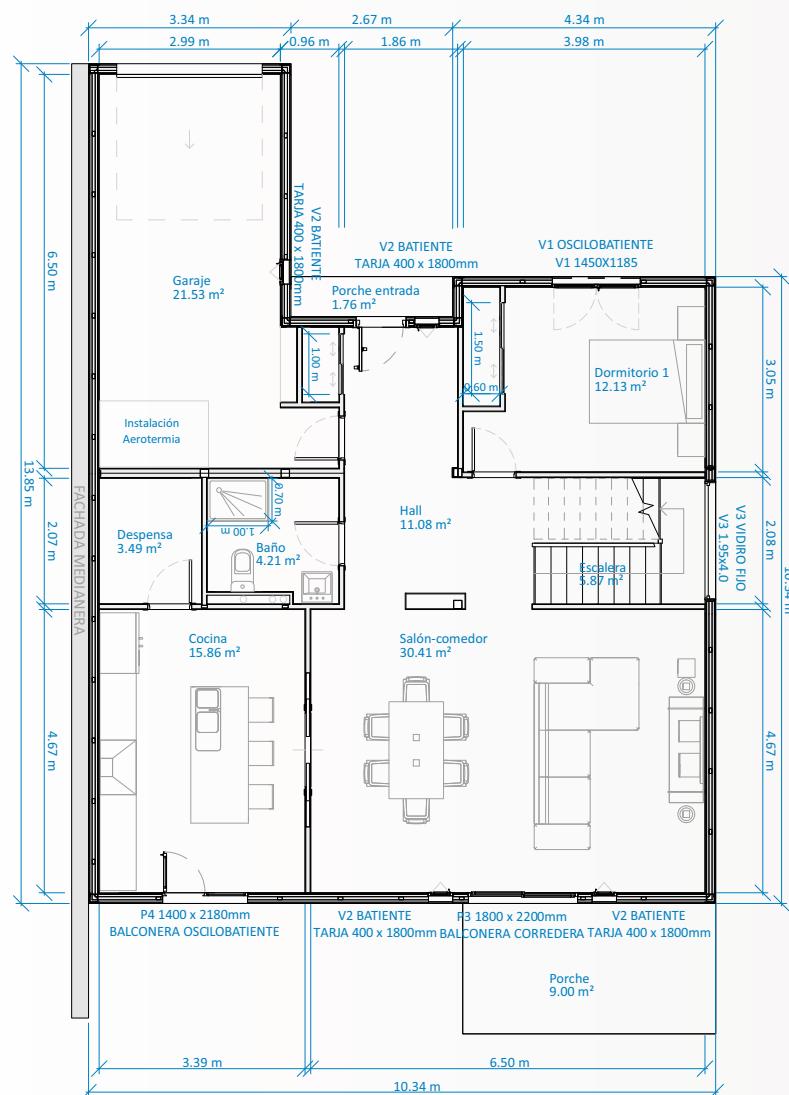 3.34 m
2.67 m
4.34 m
2.99 m
0.96 m
1.86 m
3.98 m
V2 BATIENTE
TARJA 400 x 1800mm
V2 BATIENTE
TARJA 400 x 1800mm
V1 OSCILOBATIENTE
V1 1450X1185
6.50 m
Garaje
21.53 m²
Porche entrada
1.76 m²
1.00 m
1.50 m
0.60 m
Dormitorio 1
12.13 m²
3.05 m
Instalación
Aerotermia
13.85 m
FACHADA MEDIANERA
2.07 m
Despensa
3.49 m²
0.70 m
1.00 m
Baño
4.21 m²
Hall
11.08 m²
Escalera
5.87 m²
V3 VIDIRO FIJO
V3 1.95x4.0
2.08 m
Cocina
15.86 m²
Salón-comedor
30.41 m²
4.67 m
4.67 m
P4 1400 x 2180mm
BALCONERA OSCILOBATIENTE
V2 BATIENTE
TARJA 400 x 1800mm
P3 1800 x 2200mm
BALCONERA CORREDERA
V2 BATIENTE
TARJA 400 x 1800mm
Porche
9.00 m²
3.39 m
6.50 m
10.34 m